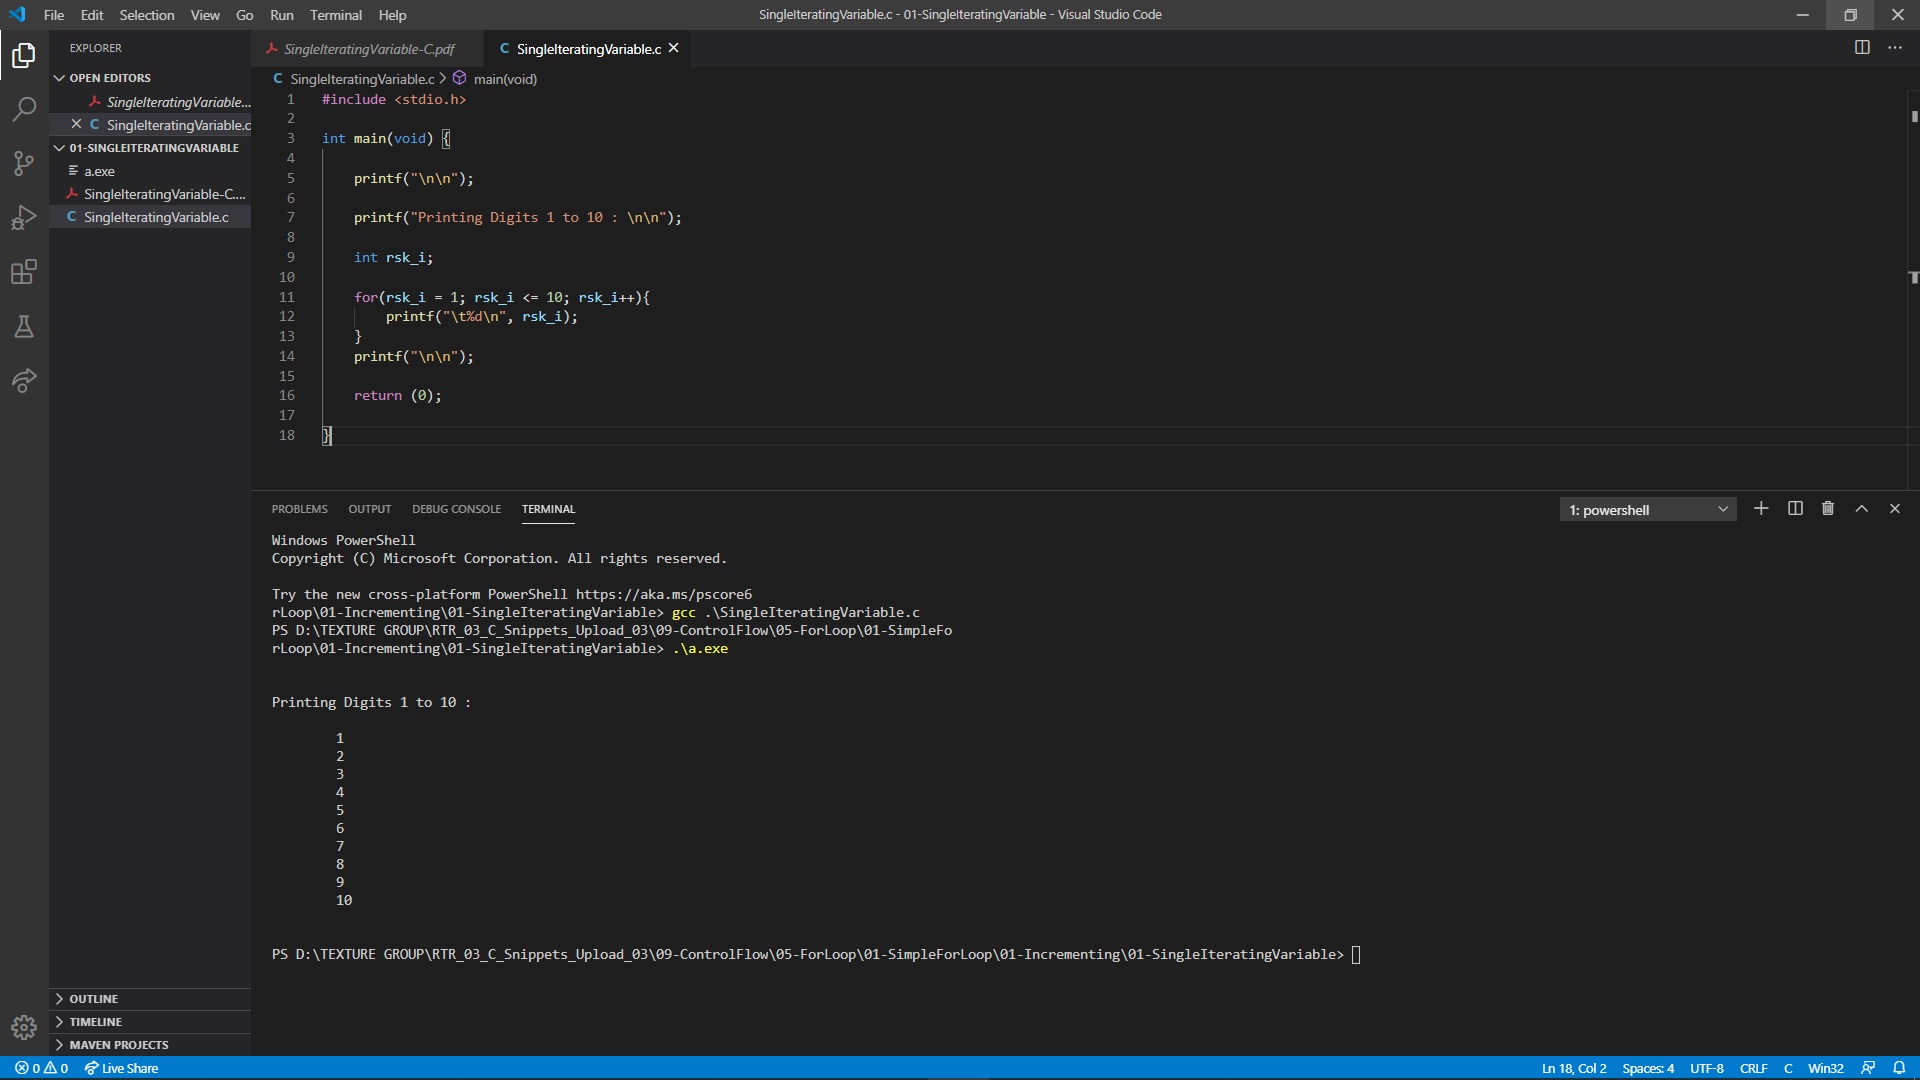 File Edit Selection View Go Run Terminal Help
SingleIteratingVariable.c - 01-SingleIteratingVariable - Visual Studio Code
EXPLORER
OPEN EDITORS
SingleIteratingVariable...
SingleIteratingVariable.c
01-SINGLEITERATINGVARIABLE
a.exe
SingleIteratingVariable-C....
C SingleIteratingVariable.c
OUTLINE
TIMELINE
MAVEN PROJECTS
SingleIteratingVariable-C.pdf
C SingleIteratingVariable.c
C SingleIteratingVariable.c > main(void)
1 #include <stdio.h>
2
3 int main(void) {
4
5 printf("\n\n");
6
7 printf("Printing Digits 1 to 10 : \n\n");
8
9 int rsk_i;
10
11 for(rsk_i = 1; rsk_i <= 10; rsk_i++){
12 printf("\t%d\n", rsk_i);
13 }
14 printf("\n\n");
15
16 return (0);
17
18 }
PROBLEMS OUTPUT DEBUG CONSOLE TERMINAL
1: powershell
Windows PowerShell
Copyright (C) Microsoft Corporation. All rights reserved.
Try the new cross-platform PowerShell https://aka.ms/pscore6
rLoop\01-Incrementing\01-SingleIteratingVariable> gcc .\SingleIteratingVariable.c
PS D:\TEXTURE GROUP\RTR_03_C_Snippets_Upload_03\09-ControlFlow\05-ForLoop\01-SimpleFo
rLoop\01-Incrementing\01-SingleIteratingVariable> .\a.exe
Printing Digits 1 to 10 :
1
2
3
4
5
6
7
8
9
10
PS D:\TEXTURE GROUP\RTR_03_C_Snippets_Upload_03\09-ControlFlow\05-ForLoop\01-SimpleForLoop\01-Incrementing\01-SingleIteratingVariable>
0 0 Live Share
Ln 18, Col 2 Spaces: 4 UTF-8 CRLF C Win32